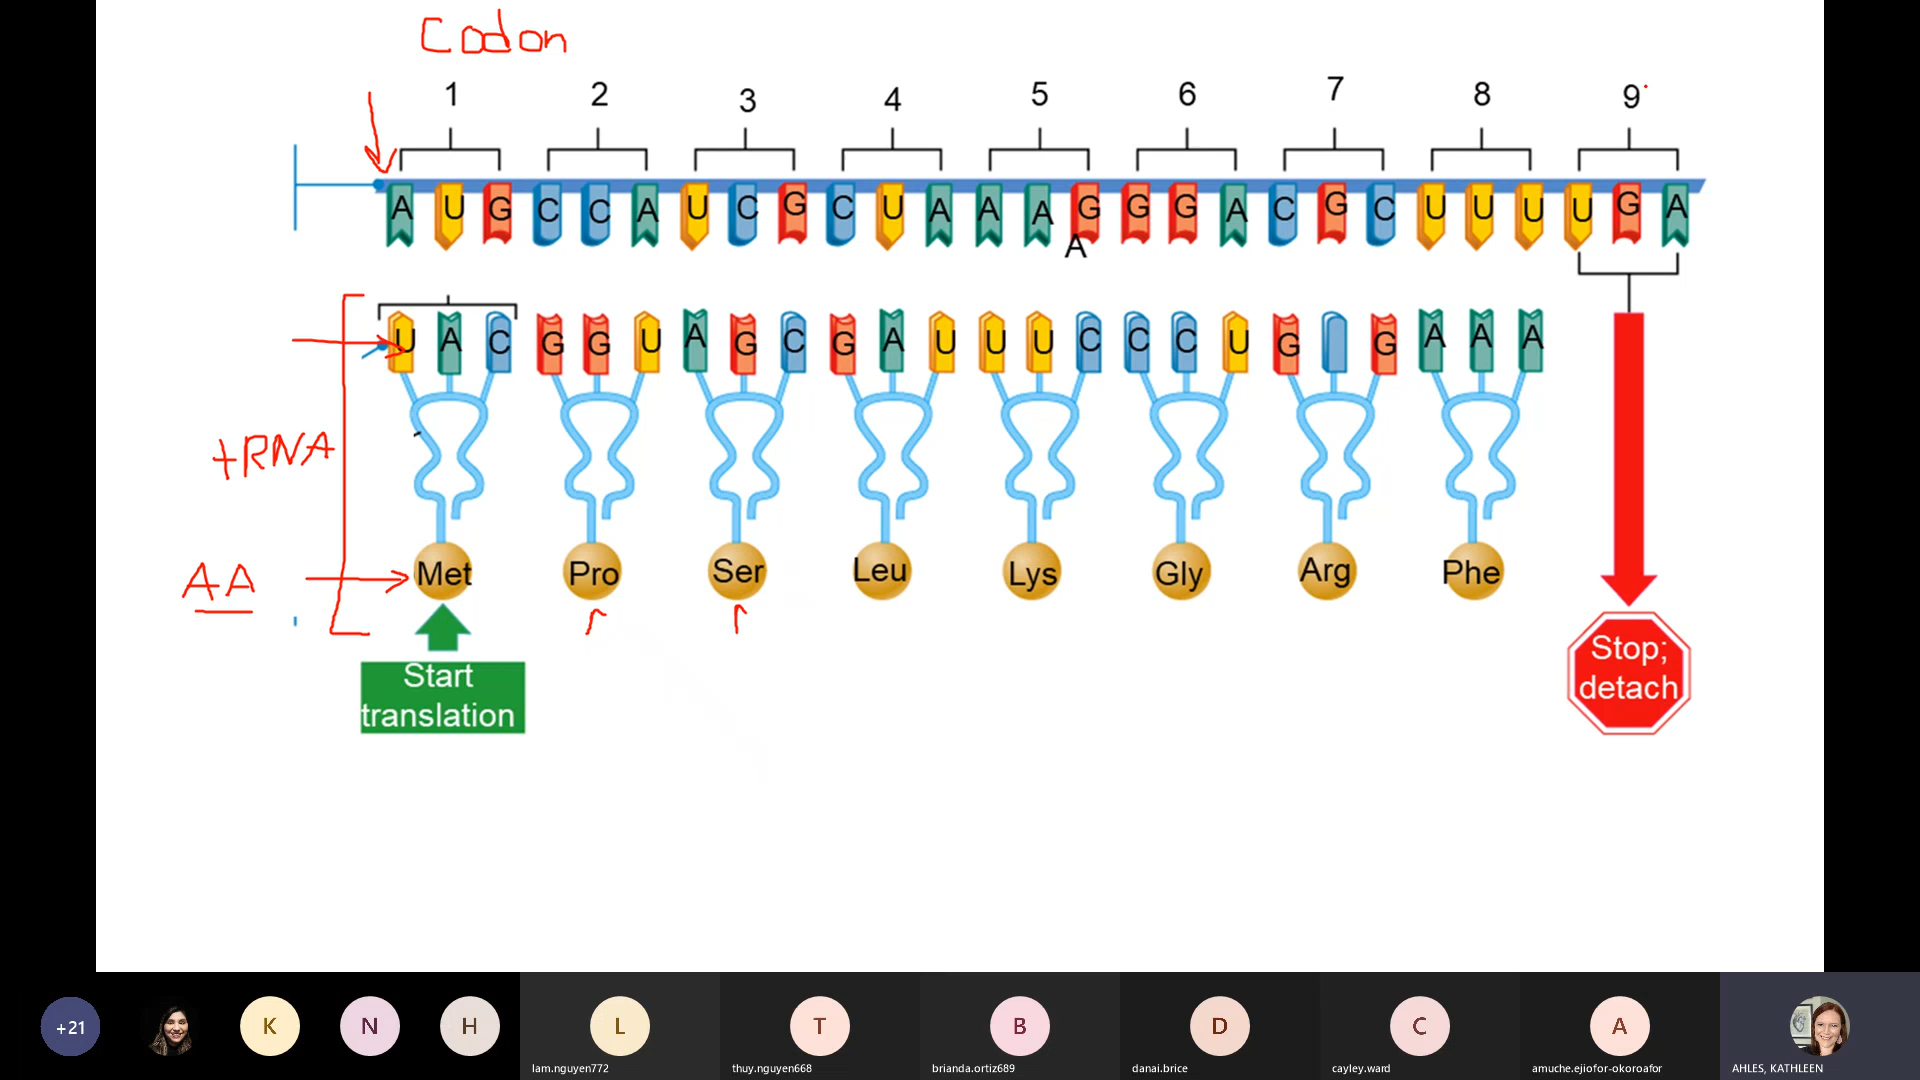 Codon
1 2 3 4 5 6 7 8 9
A U G C C A U C G C U A A A G G G A C G C U U U U G A
A
U A C G G U A G C G A U U U C C C U G G A A A
tRNA
AA
Met Pro Ser Leu Lys Gly Arg Phe
Start
translation
Stop;
detach
+21 K N H L T B D C A
lam.nguyen772 thuy.nguyen668 brianda.ortiz689 danai.brice cayley.ward amuche.ejiofor-okoroafor AHLES, KATHLEEN